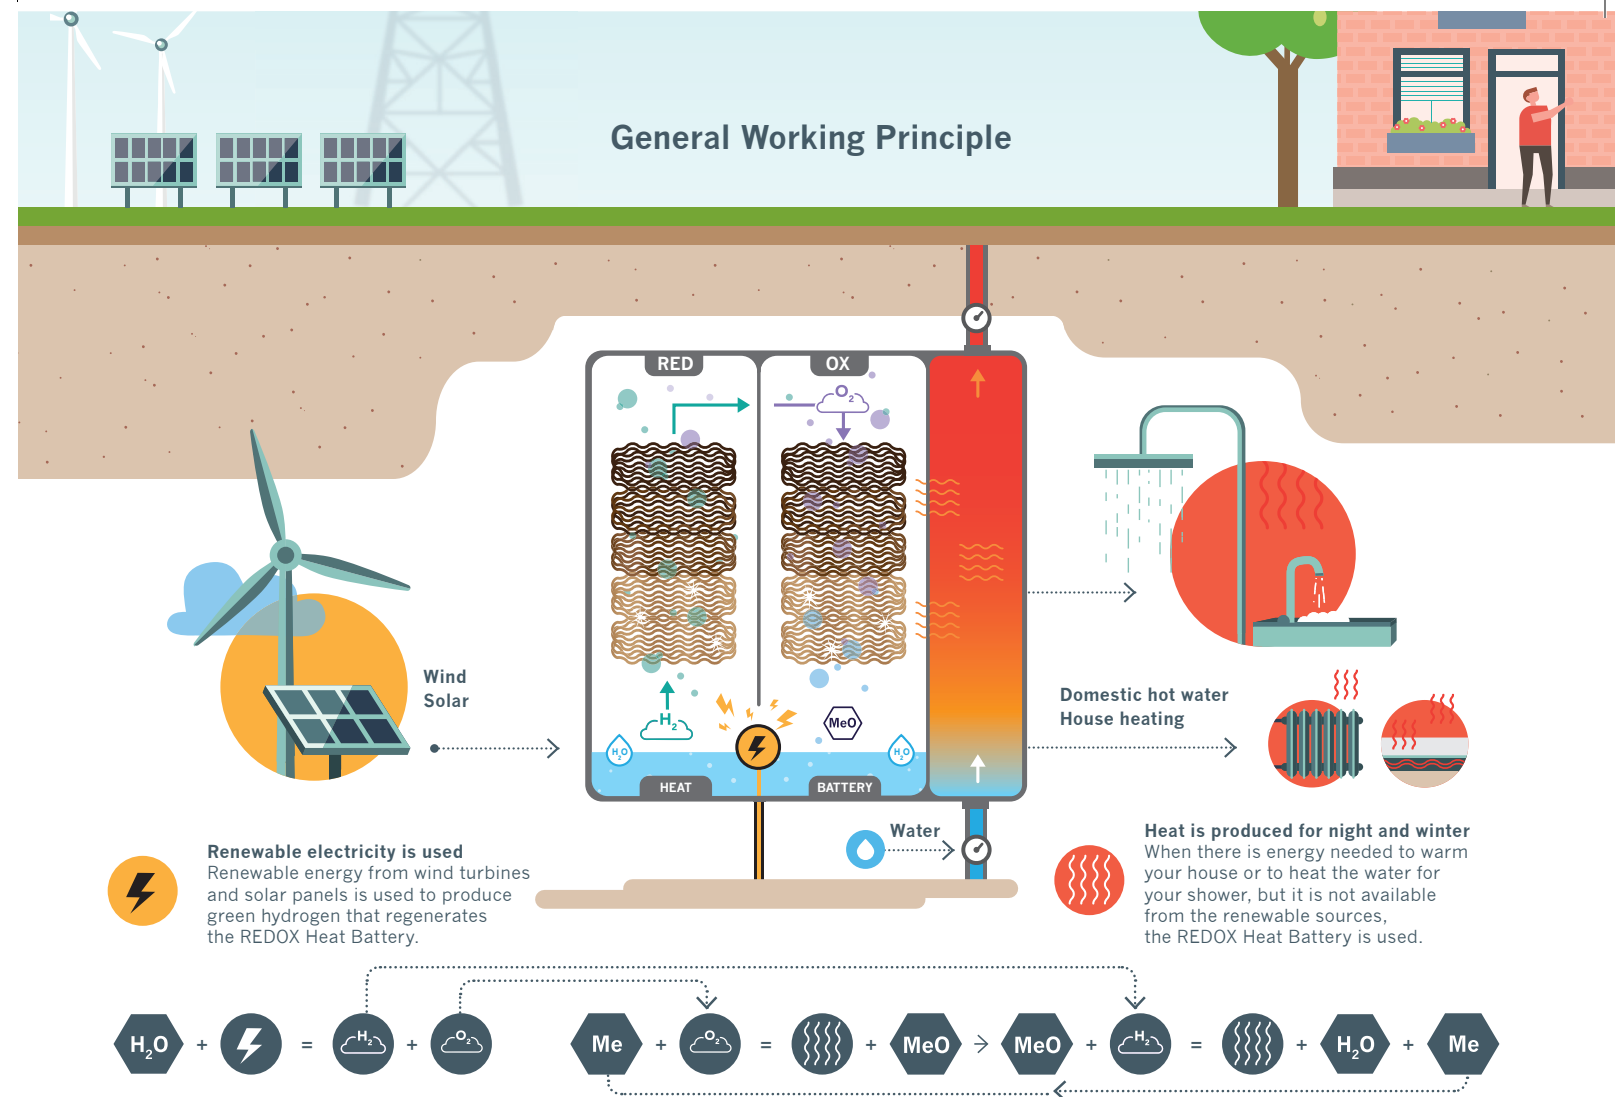 General Working Principle
RED
OX
O2
H2
MeO
H2O
H2O
HEAT
BATTERY
Wind
Solar
Domestic hot water
House heating
Water
Renewable electricity is used
Renewable energy from wind turbines
and solar panels is used to produce
green hydrogen that regenerates
the REDOX Heat Battery.
Heat is produced for night and winter
When there is energy needed to warm
your house or to heat the water for
your shower, but it is not available
from the renewable sources,
the REDOX Heat Battery is used.
H2O + = H2 + O2
Me + O2 = + MeO > MeO + H2 = + H2O + Me